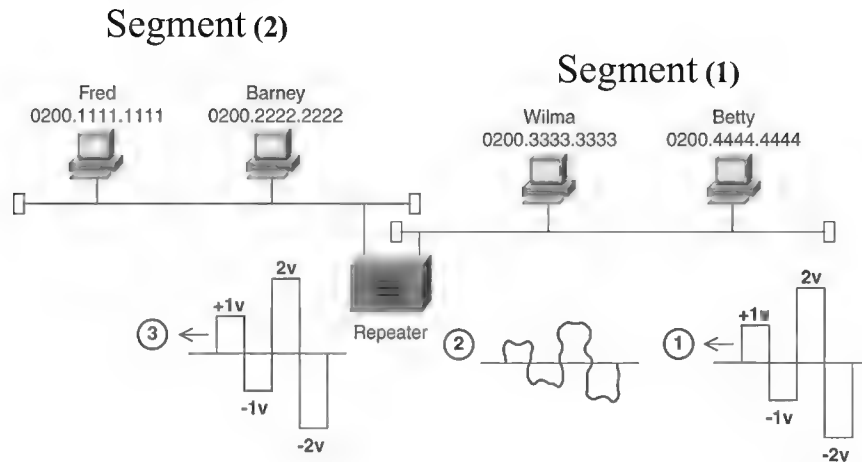 Segment (2)
Segment (1)
Fred
0200.1111.1111
Barney
0200.2222.2222
Wilma
0200.3333.3333
Betty
0200.4444.4444
Repeater
3
+1v
-1v
2v
-2v
2
1
-1v
2v
-2v